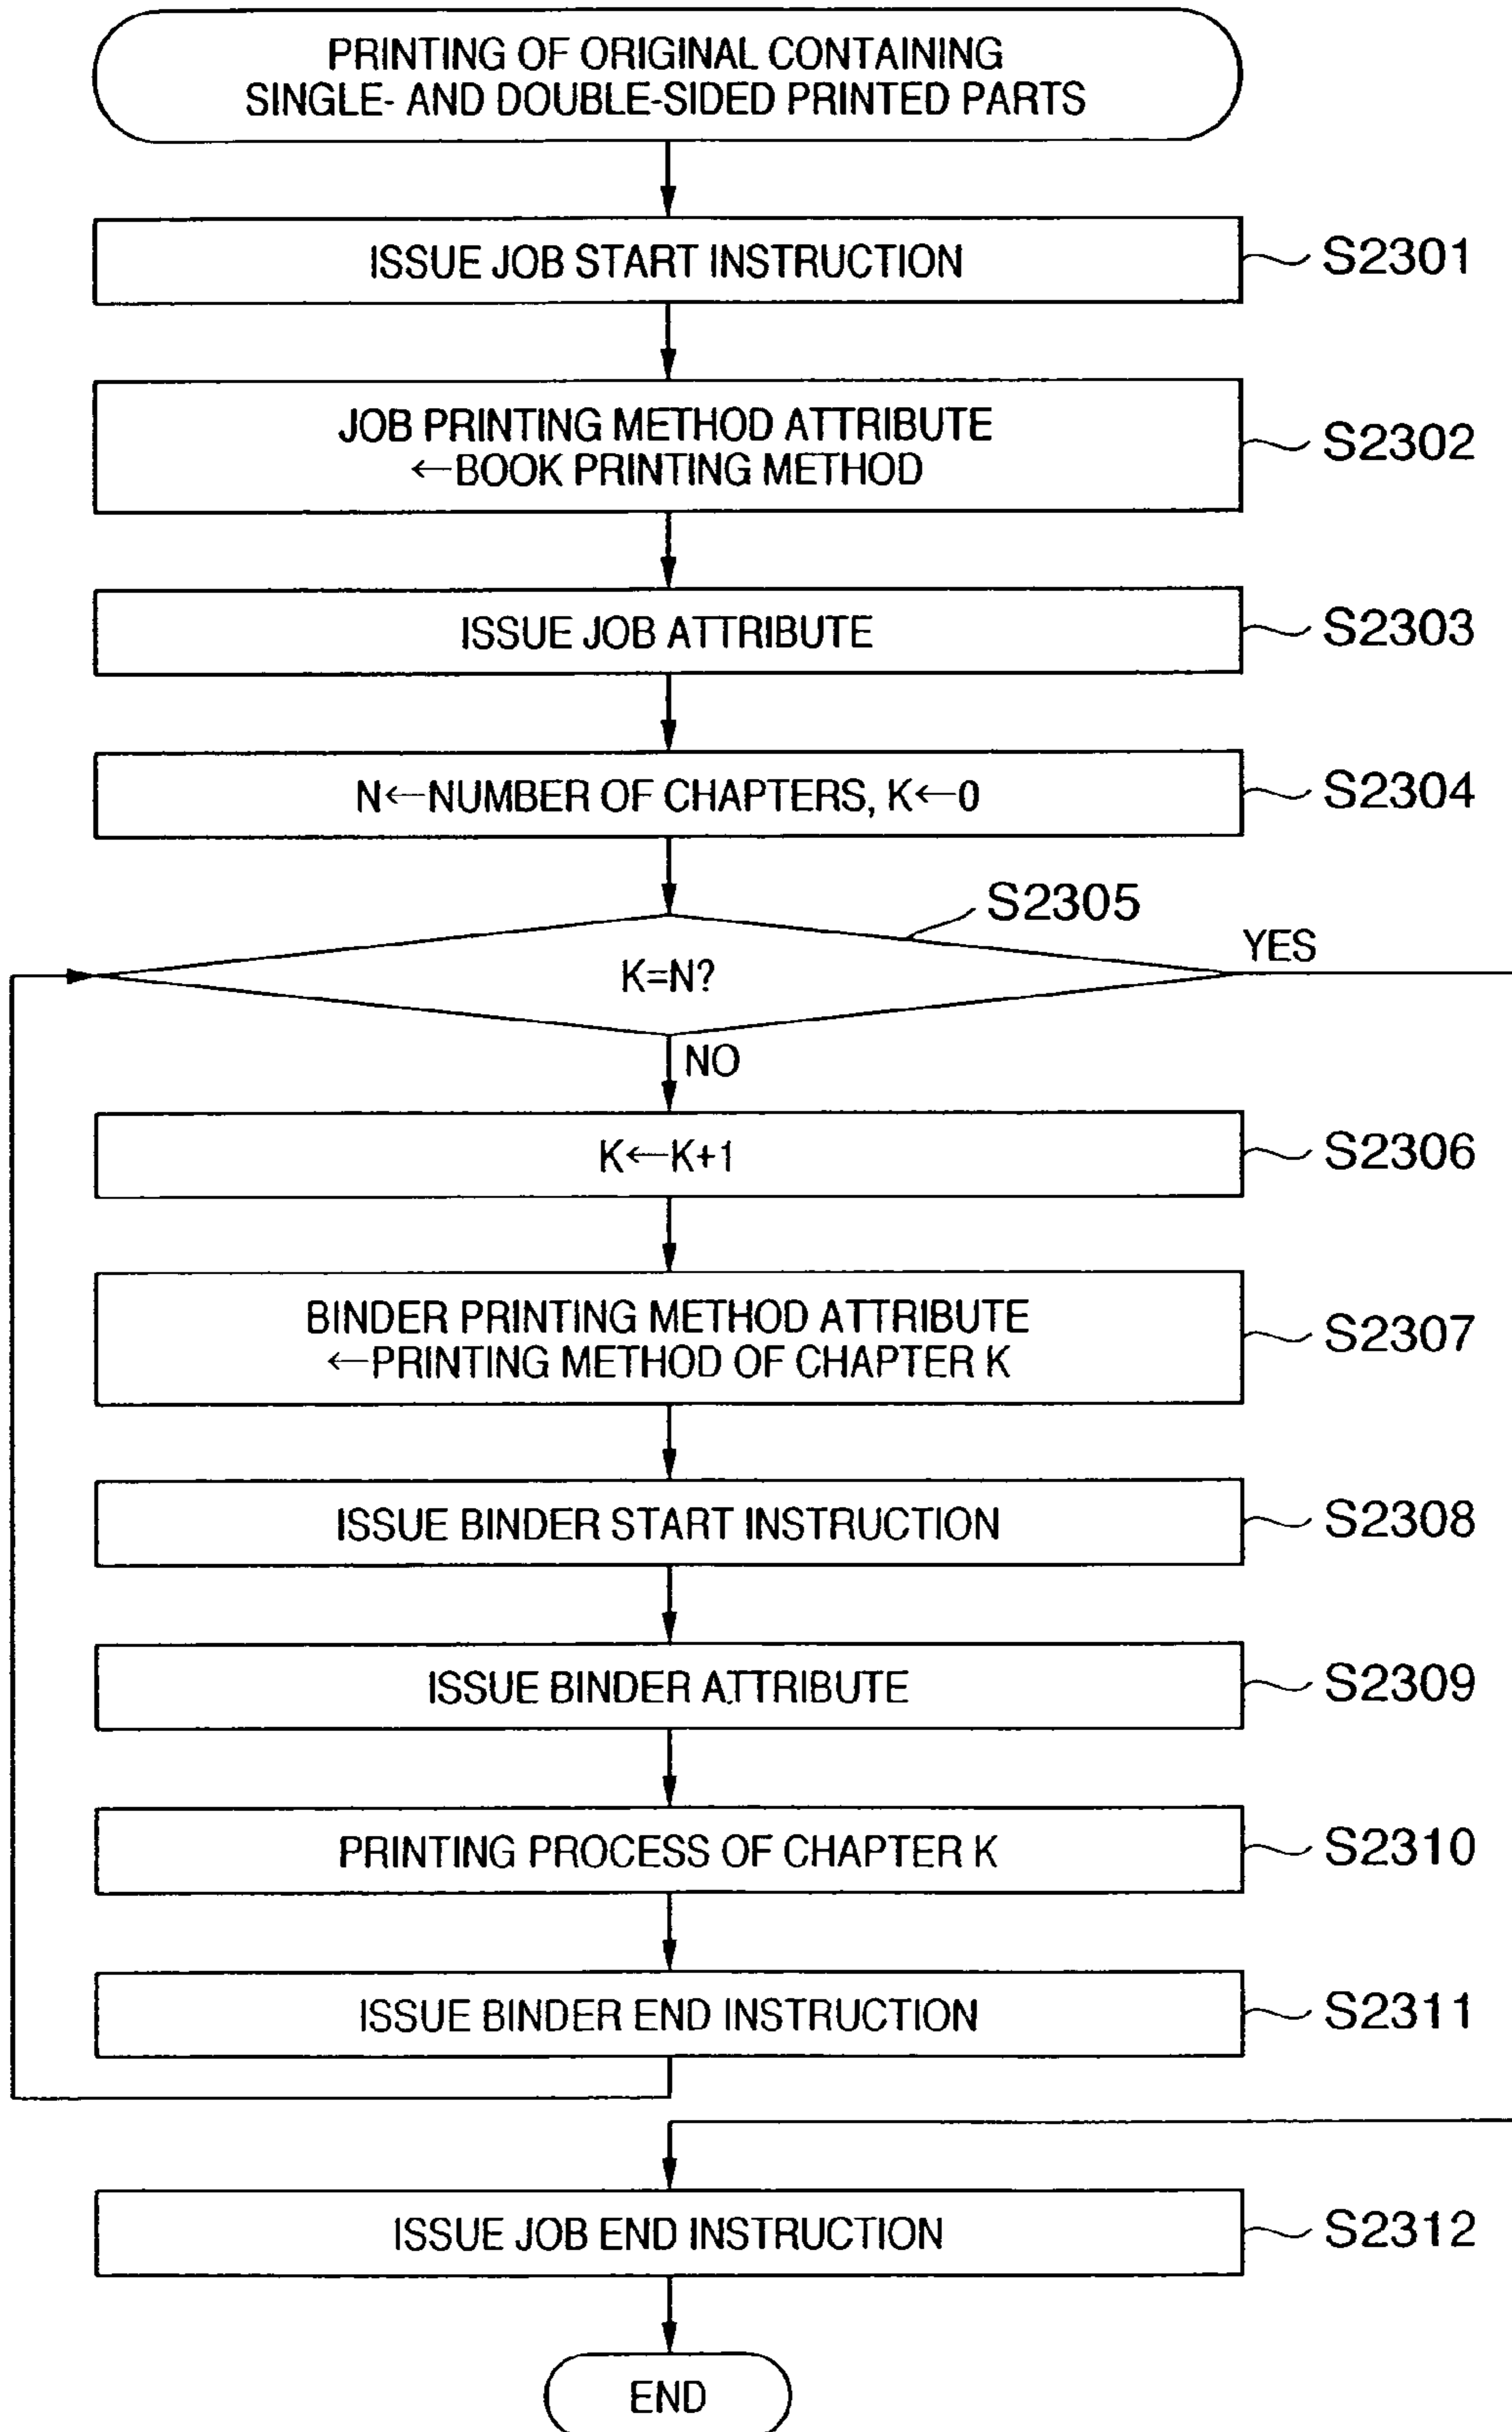 PRINTING OF ORIGINAL CONTAINING
SINGLE- AND DOUBLE-SIDED PRINTED PARTS
ISSUE JOB START INSTRUCTION
S2301
JOB PRINTING METHOD ATTRIBUTE
←BOOK PRINTING METHOD
S2302
ISSUE JOB ATTRIBUTE
S2303
N←NUMBER OF CHAPTERS, K←0
S2304
S2305
K=N?
YES
NO
K←K+1
S2306
BINDER PRINTING METHOD ATTRIBUTE
←PRINTING METHOD OF CHAPTER K
S2307
ISSUE BINDER START INSTRUCTION
S2308
ISSUE BINDER ATTRIBUTE
S2309
PRINTING PROCESS OF CHAPTER K
S2310
ISSUE BINDER END INSTRUCTION
S2311
ISSUE JOB END INSTRUCTION
S2312
END